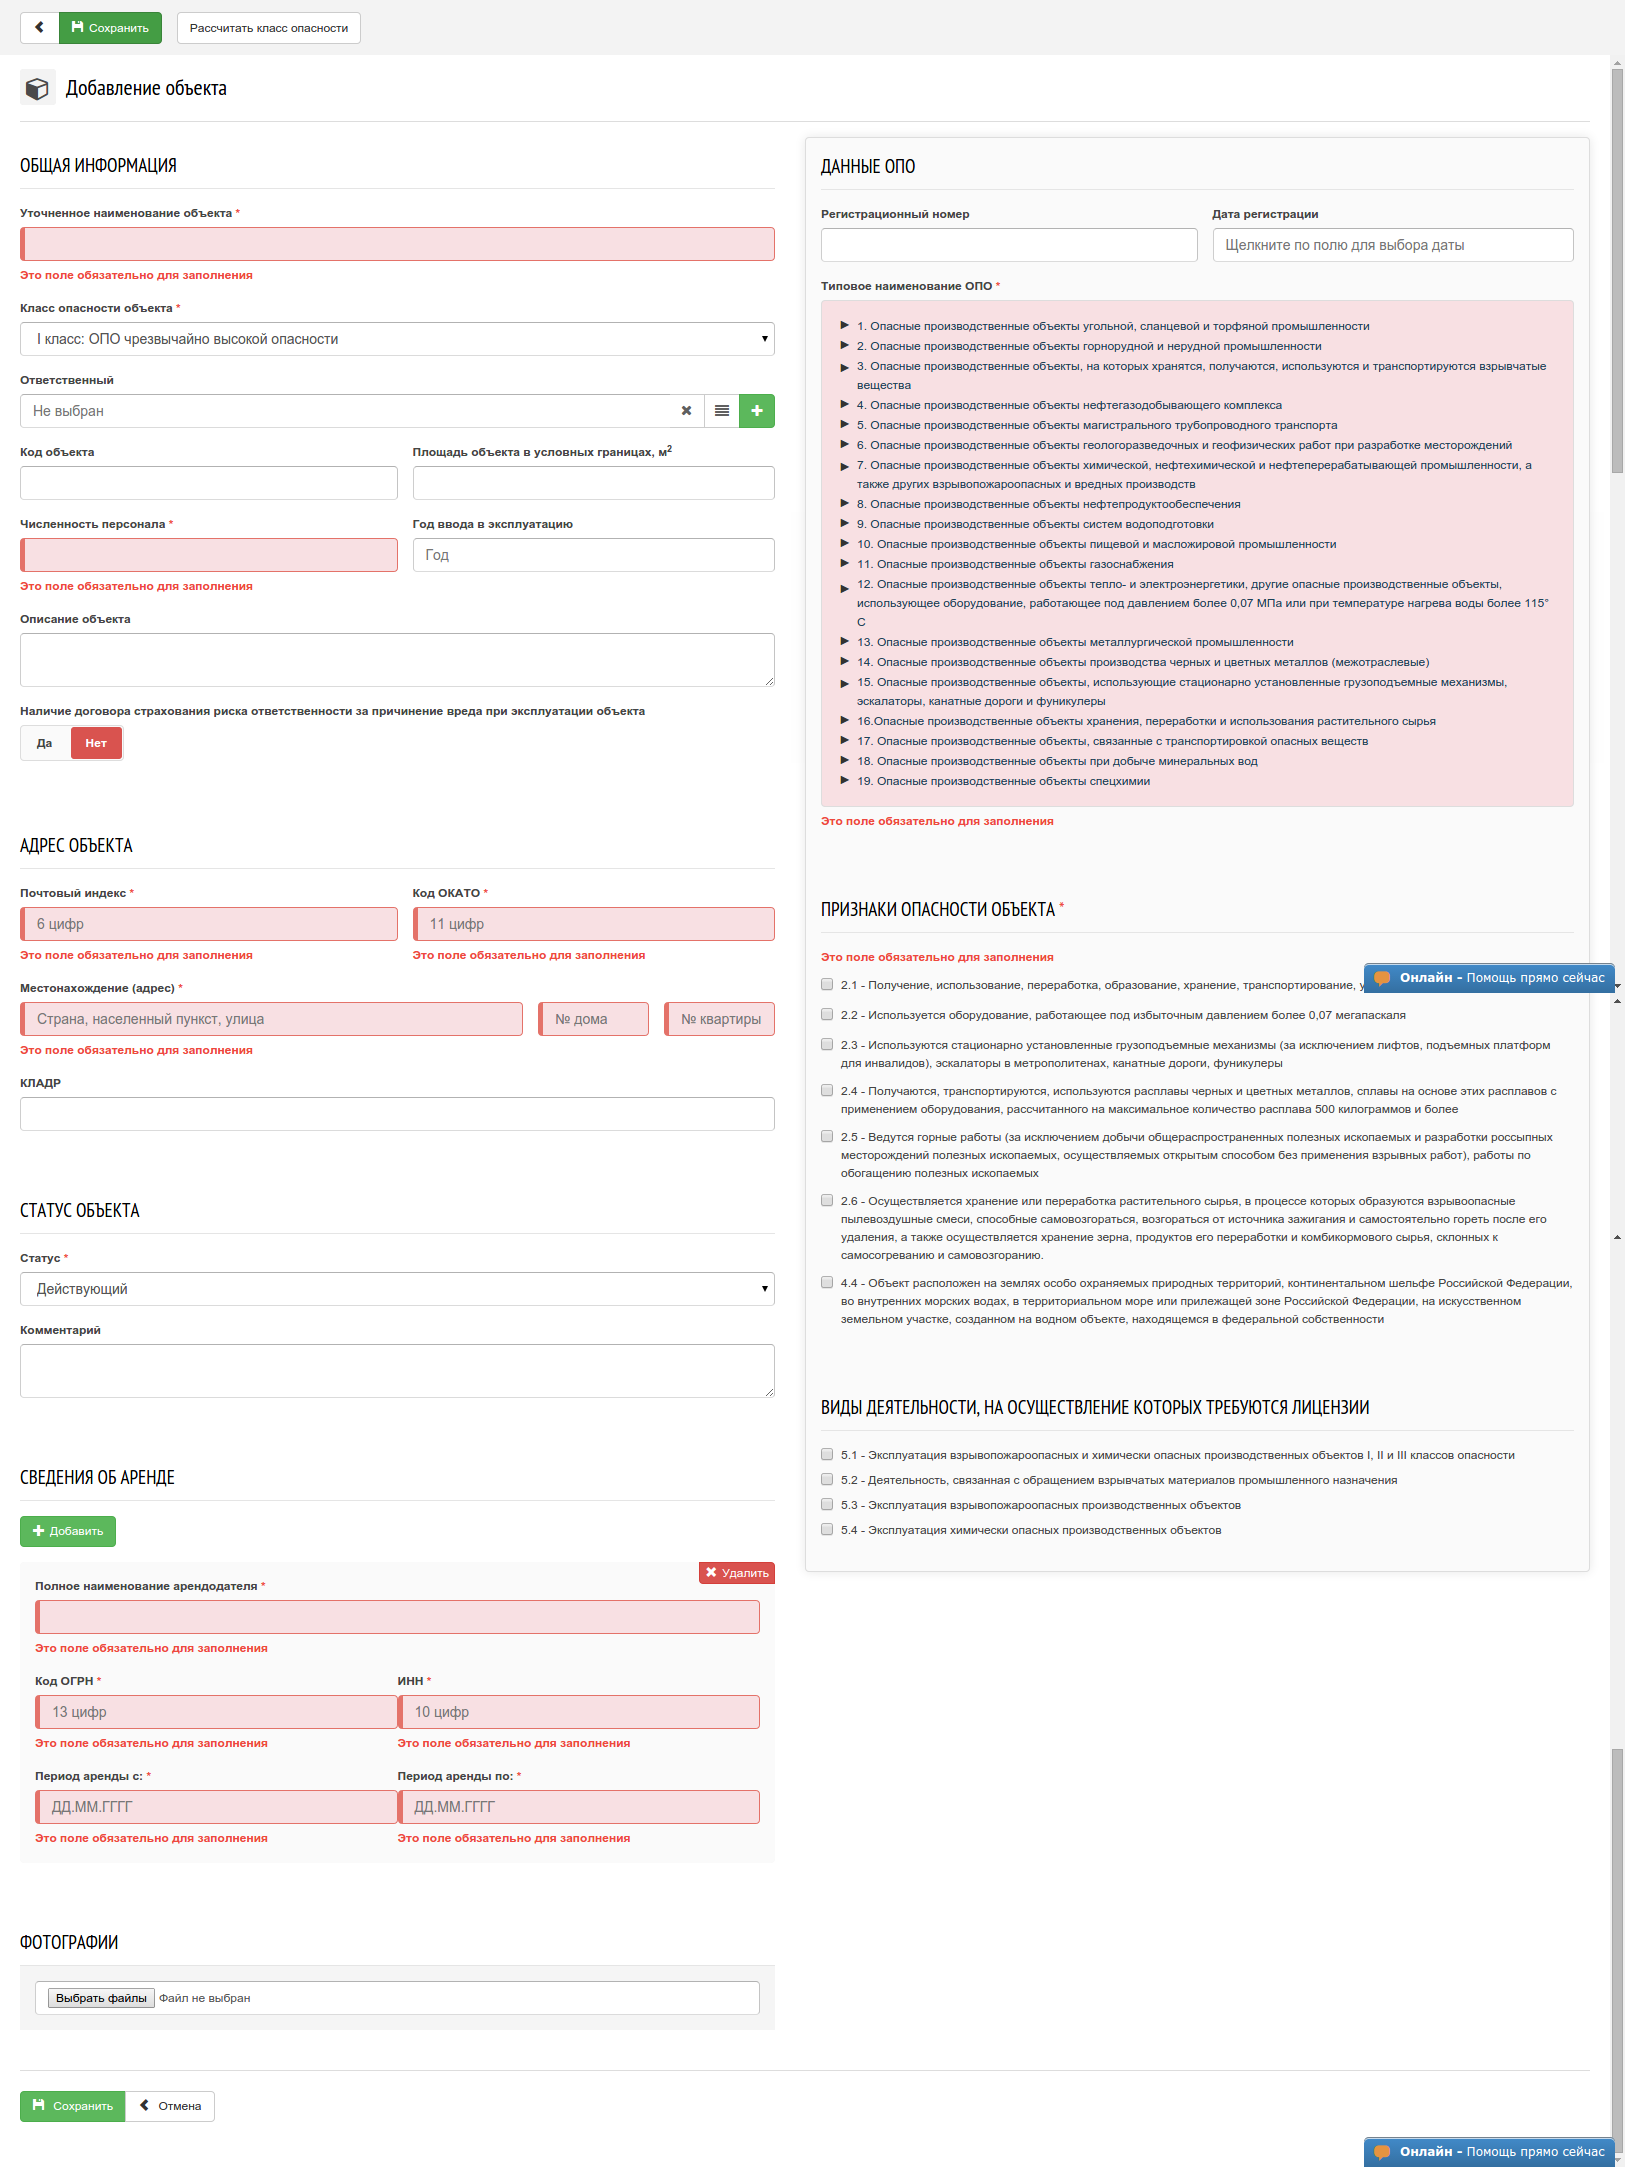 Сохранить
Рассчитать класс опасности
Добавление объекта
ОБЩАЯ ИНФОРМАЦИЯ
Уточненное наименование объекта *
Это поле обязательно для заполнения
Класс опасности объекта *
I класс: ОПО чрезвычайно высокой опасности
Ответственный
Не выбран
Код объекта
Площадь объекта в условных границах, м²
Численность персонала *
Год ввода в эксплуатацию
Год
Это поле обязательно для заполнения
Описание объекта
Наличие договора страхования риска ответственности за причинение вреда при эксплуатации объекта
Да
Нет
АДРЕС ОБЪЕКТА
Почтовый индекс *
Код ОКАТО *
6 цифр
11 цифр
Это поле обязательно для заполнения
Это поле обязательно для заполнения
Местонахождение (адрес) *
Страна, населенный пункт, улица
№ дома
№ квартиры
Это поле обязательно для заполнения
КЛАДР
СТАТУС ОБЪЕКТА
Статус *
Действующий
Комментарий
СВЕДЕНИЯ ОБ АРЕНДЕ
Добавить
Удалить
Полное наименование арендодателя *
Это поле обязательно для заполнения
Код ОГРН *
ИНН *
13 цифр
10 цифр
Это поле обязательно для заполнения
Это поле обязательно для заполнения
Период аренды с: *
Период аренды по: *
ДД.ММ.ГГГГ
ДД.ММ.ГГГГ
Это поле обязательно для заполнения
Это поле обязательно для заполнения
ФОТОГРАФИИ
Выбрать файлы
Файл не выбран
Сохранить
Отмена
ДАННЫЕ ОПО
Регистрационный номер
Дата регистрации
Щелкните по полю для выбора даты
Типовое наименование ОПО *
1. Опасные производственные объекты угольной, сланцевой и торфяной промышленности
2. Опасные производственные объекты горнорудной и нерудной промышленности
3. Опасные производственные объекты, на которых хранятся, получаются, используются и транспортируются взрывчатые
вещества
4. Опасные производственные объекты нефтегазодобывающего комплекса
5. Опасные производственные объекты магистрального трубопроводного транспорта
6. Опасные производственные объекты геологоразведочных и геофизических работ при разработке месторождений
7. Опасные производственные объекты химической, нефтехимической и нефтеперерабатывающей промышленности, а
также других взрывопожароопасных и вредных производств
8. Опасные производственные объекты нефтепродуктообеспечения
9. Опасные производственные объекты систем водоподготовки
10. Опасные производственные объекты пищевой и масложировой промышленности
11. Опасные производственные объекты газоснабжения
12. Опасные производственные объекты тепло- и электроэнергетики, другие опасные производственные объекты,
использующее оборудование, работающее под давлением более 0,07 МПа или при температуре нагрева воды более 115°
С
13. Опасные производственные объекты металлургической промышленности
14. Опасные производственные объекты производства черных и цветных металлов (межотраслевые)
15. Опасные производственные объекты, использующие стационарно установленные грузоподъемные механизмы,
эскалаторы, канатные дороги и фуникулеры
16.Опасные производственные объекты хранения, переработки и использования растительного сырья
17. Опасные производственные объекты, связанные с транспортировкой опасных веществ
18. Опасные производственные объекты при добыче минеральных вод
19. Опасные производственные объекты спецхимии
Это поле обязательно для заполнения
ПРИЗНАКИ ОПАСНОСТИ ОБЪЕКТА *
Это поле обязательно для заполнения
2.1 - Получение, использование, переработка, образование, хранение, транспортирование,
Онлайн - Помощь прямо сейчас
2.2 - Используется оборудование, работающее под избыточным давлением более 0,07 мегапаскаля
2.3 - Используются стационарно установленные грузоподъемные механизмы (за исключением лифтов, подъемных платформ
для инвалидов), эскалаторы в метрополитенах, канатные дороги, фуникулеры
2.4 - Получаются, транспортируются, используются расплавы черных и цветных металлов, сплавы на основе этих расплавов с
применением оборудования, рассчитанного на максимальное количество расплава 500 килограммов и более
2.5 - Ведутся горные работы (за исключением добычи общераспространенных полезных ископаемых и разработки россыпных
месторождений полезных ископаемых, осуществляемых открытым способом без применения взрывных работ), работы по
обогащению полезных ископаемых
2.6 - Осуществляется хранение или переработка растительного сырья, в процессе которых образуются взрывоопасные
пылевоздушные смеси, способные самовозгораться, возгораться от источника зажигания и самостоятельно гореть после его
удаления, а также осуществляется хранение зерна, продуктов его переработки и комбикормового сырья, склонных к
самосогреванию и самовозгоранию.
4.4 - Объект расположен на землях особо охраняемых природных территорий, континентальном шельфе Российской Федерации,
во внутренних морских водах, в территориальном море или прилежащей зоне Российской Федерации, на искусственном
земельном участке, созданном на водном объекте, находящемся в федеральной собственности
ВИДЫ ДЕЯТЕЛЬНОСТИ, НА ОСУЩЕСТВЛЕНИЕ КОТОРЫХ ТРЕБУЮТСЯ ЛИЦЕНЗИИ
5.1 - Эксплуатация взрывопожароопасных и химически опасных производственных объектов I, II и III классов опасности
5.2 - Деятельность, связанная с обращением взрывчатых материалов промышленного назначения
5.3 - Эксплуатация взрывопожароопасных производственных объектов
5.4 - Эксплуатация химически опасных производственных объектов
Онлайн - Помощь прямо сейчас